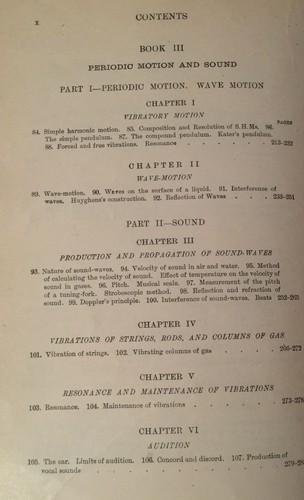 x
CONTENTS
BOOK III
PERIODIC MOTION AND SOUND
PART I—PERIODIC MOTION. WAVE MOTION
CHAPTER I
VIBRATORY MOTION
PAGES
84. Simple harmonic motion. 85. Composition and Resolution of S.H.Ms. 86.
The simple pendulum. 87. The compound pendulum. Kater's pendulum.
88. Forced and free vibrations. Resonance
CHAPTER II
WAVE-MOTION
89. Wave-motion. 90. Waves on the surface of a liquid. 91. Interference of
waves. Huyghens's construction. 92. Reflection of Waves . . 233-251
PART II—SOUND
CHAPTER III
PRODUCTION AND PROPAGATION OF SOUND-WAVES
93. Nature of sound-waves. 94. Velocity of sound in air and water. 95. Method
of calculating the velocity of sound. Effect of temperature on the velocity of
sound in gases. 96. Pitch. Musical scale. 97. Measurement of the pitch
of a tuning-fork. Stroboscopic method. 98. Reflection and refraction of
sound. 99. Doppler's principle. 100. Interference of sound-waves. Beats 252-265
CHAPTER IV
VIBRATIONS OF STRINGS, RODS, AND COLUMNS OF GAS
101. Vibration of strings. 102. Vibrating columns of gas . . . . 266-272
CHAPTER V
RESONANCE AND MAINTENANCE OF VIBRATIONS
103. Resonance. 104. Maintenance of vibrations . . . . . 273-278
CHAPTER VI
AUDITION
105. The ear. Limits of audition. 106. Concord and discord. 107. Production of
vocal sounds